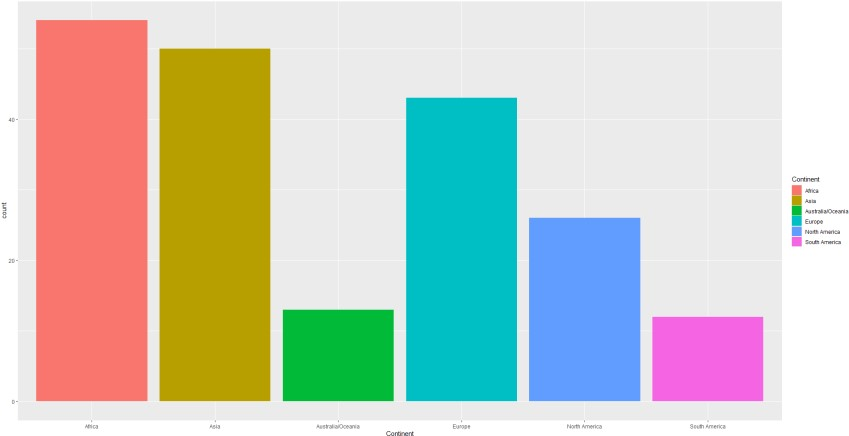 count
40
20
0
Africa
Asia
Australia/Oceania
Europe
North America
South America
Continent
Continent
Africa
Asia
Australia/Oceania
Europe
North America
South America